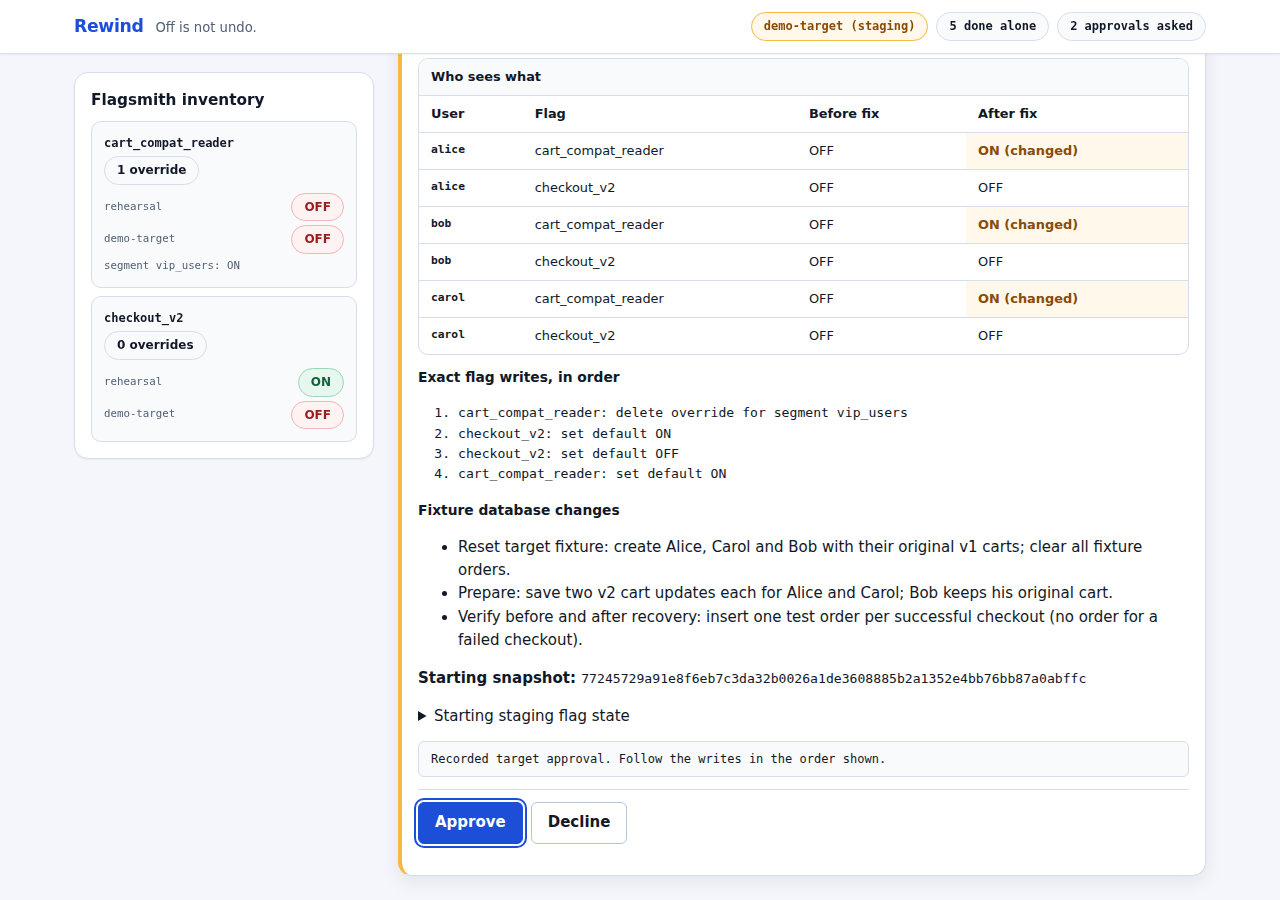 Rewind Off is not undo. demo-target (staging) 5 done alone 2 approvals asked
Flagsmith inventory
cart_compat_reader
1 override
rehearsal OFF
demo-target OFF
segment vip_users: ON
checkout_v2
0 overrides
rehearsal ON
demo-target OFF
Who sees what
User Flag Before fix After fix
alice cart_compat_reader OFF ON (changed)
alice checkout_v2 OFF OFF
bob cart_compat_reader OFF ON (changed)
bob checkout_v2 OFF OFF
carol cart_compat_reader OFF ON (changed)
carol checkout_v2 OFF OFF
Exact flag writes, in order
1. cart_compat_reader: delete override for segment vip_users
2. checkout_v2: set default ON
3. checkout_v2: set default OFF
4. cart_compat_reader: set default ON
Fixture database changes
• Reset target fixture: create Alice, Carol and Bob with their original v1 carts; clear all fixture
orders.
• Prepare: save two v2 cart updates each for Alice and Carol; Bob keeps his original cart.
• Verify before and after recovery: insert one test order per successful checkout (no order for a
failed checkout).
Starting snapshot: 77245729a91e8f6eb7c3da32b0026a1de3608885b2a1352e4bb76bb87a0abffc
Starting staging flag state
Recorded target approval. Follow the writes in the order shown.
Approve Decline